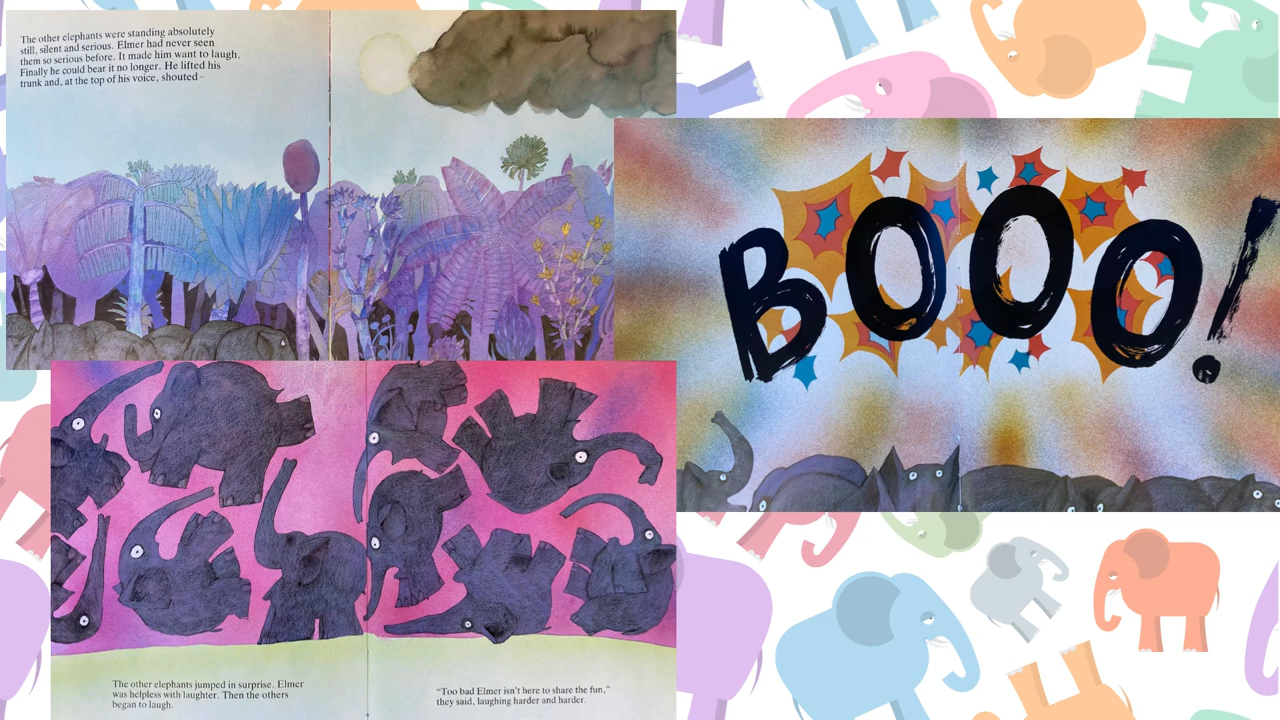 The other elephants were standing absolutely
still, silent and serious. Elmer had never seen
them so serious before. It made him want to laugh.
Finally he could bear it no longer. He lifted his
trunk and, at the top of his voice, shouted –
BOOO!
The other elephants jumped in surprise. Elmer
was helpless with laughter. Then the others
began to laugh.
“Too bad Elmer isn’t here to share the fun,”
they said, laughing harder and harder.